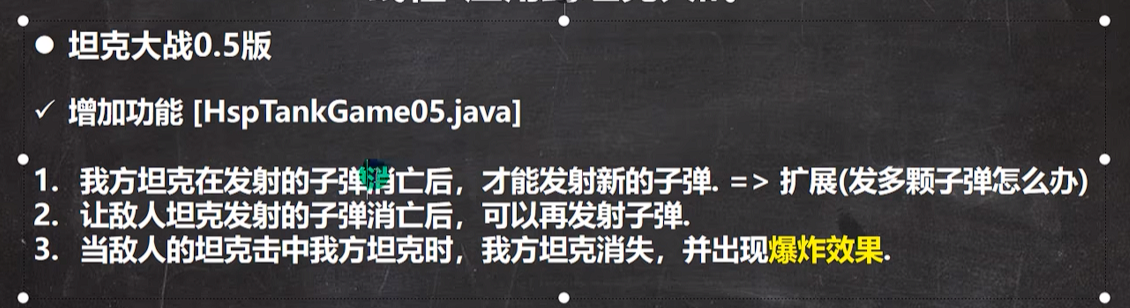 ● 坦克大战0.5版
✓ 增加功能 [HspTankGame05.java]
1. 我方坦克在发射的子弹消亡后，才能发射新的子弹. => 扩展(发多颗子弹怎么办)
2. 让敌人坦克发射的子弹消亡后，可以再发射子弹.
3. 当敌人的坦克击中我方坦克时，我方坦克消失，并出现爆炸效果.